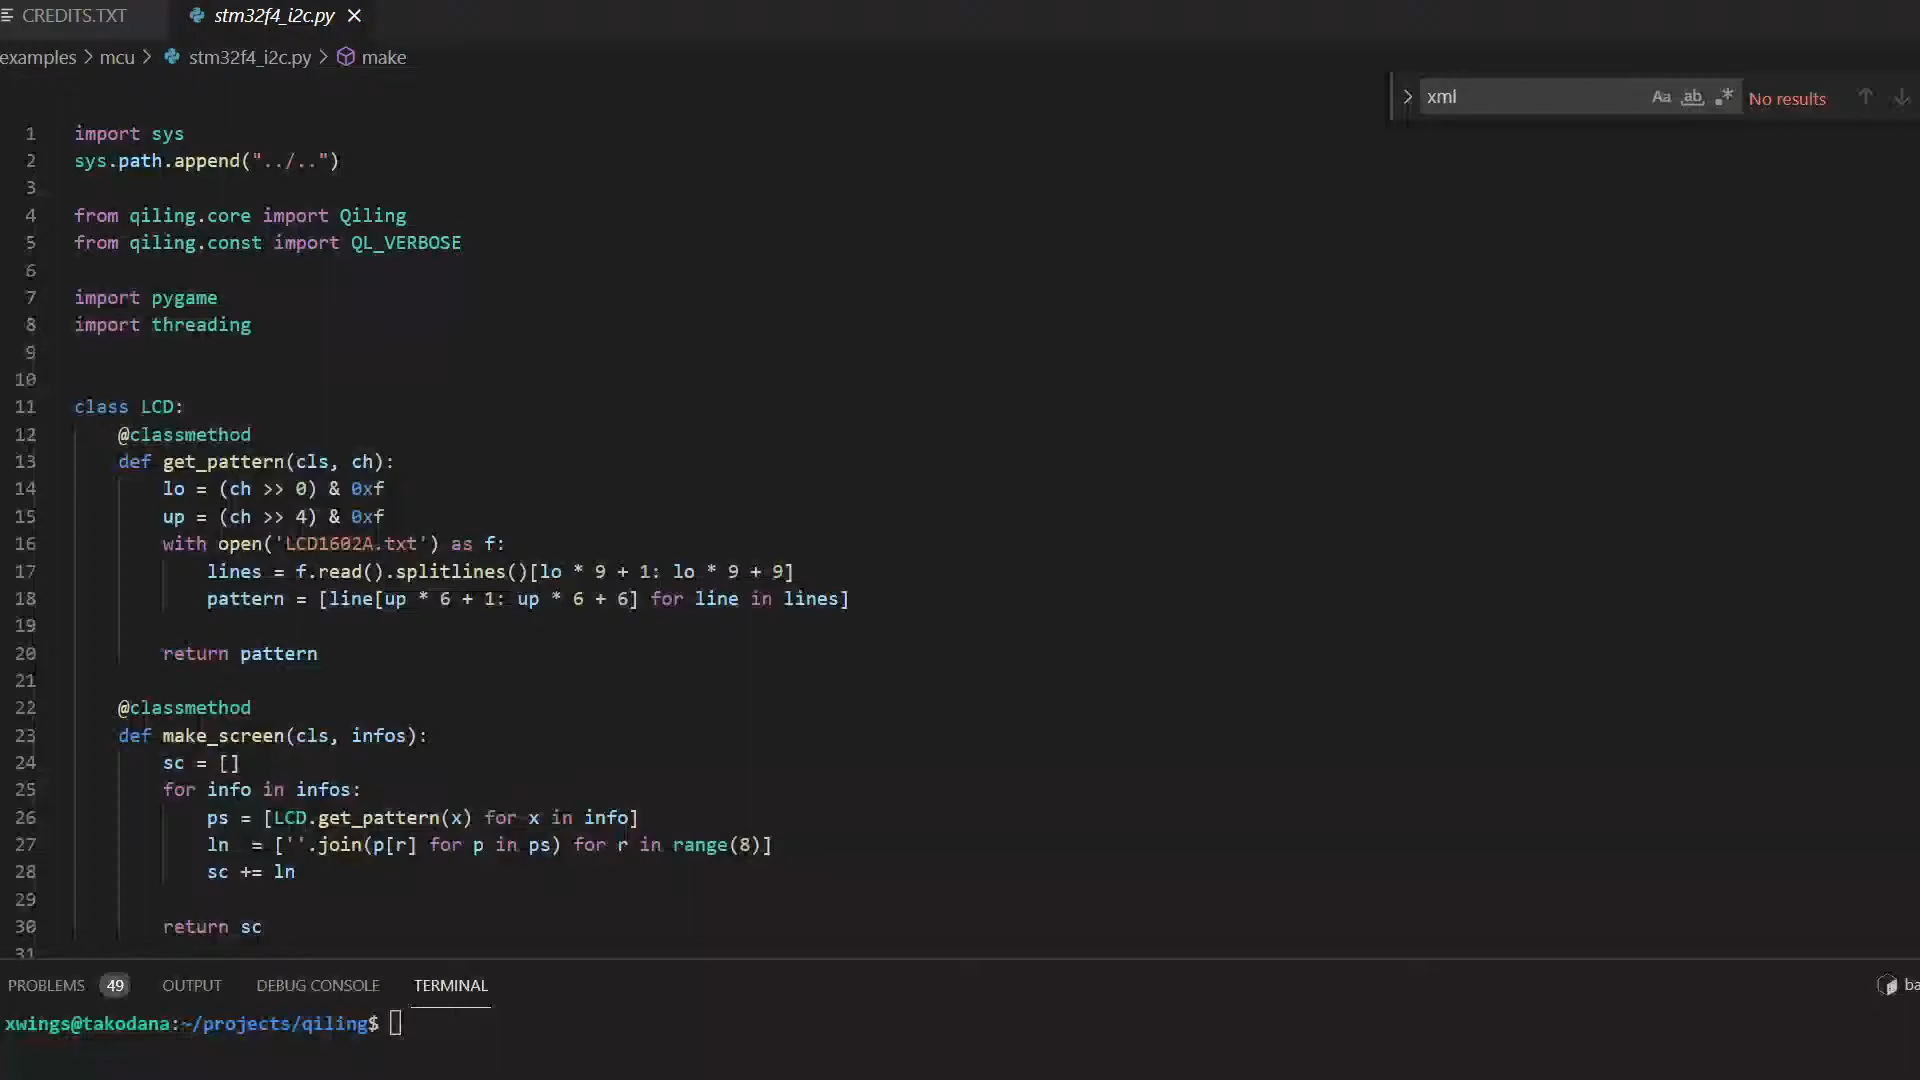 CREDITS.TXT
stm32f4_i2c.py
examples > mcu > stm32f4_i2c.py > make
xml
Aa ab .* No results
1 import sys
2 sys.path.append("../..")
3
4 from qiling.core import Qiling
5 from qiling.const import QL_VERBOSE
6
7 import pygame
8 import threading
9
10
11 class LCD:
12     @classmethod
13     def get_pattern(cls, ch):
14         lo = (ch >> 0) & 0xf
15         up = (ch >> 4) & 0xf
16         with open('LCD1602A.txt') as f:
17             lines = f.read().splitlines()[lo * 9 + 1: lo * 9 + 9]
18             pattern = [line[up * 6 + 1: up * 6 + 6] for line in lines]
19
20         return pattern
21
22     @classmethod
23     def make_screen(cls, infos):
24         sc = []
25         for info in infos:
26             ps = [LCD.get_pattern(x) for x in info]
27             ln  = [''.join(p[r] for p in ps) for r in range(8)]
28             sc += ln
29
30         return sc
31
PROBLEMS 49 OUTPUT DEBUG CONSOLE TERMINAL ba
xwings@takodana:~/projects/qiling$